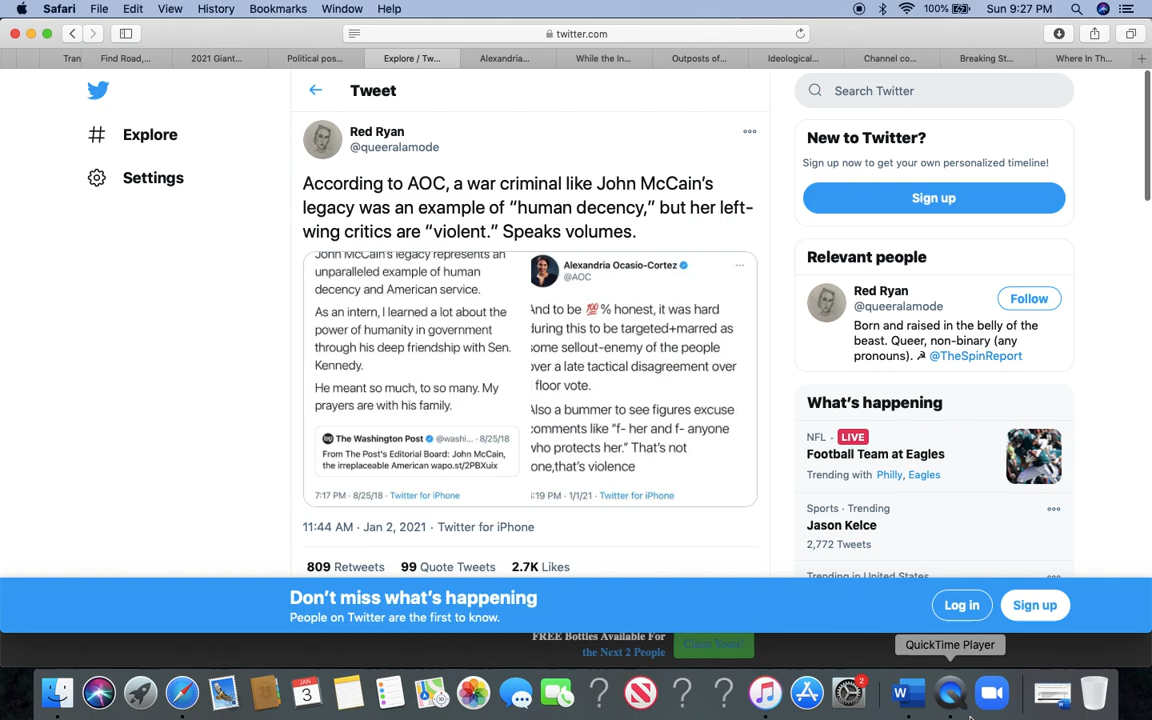 Safari File Edit View History Bookmarks Window Help 100% Sun 9:27 PM
twitter.com
Tran Find Road,... 2021 Giant... Political pos... Explore / Tw... Alexandria... While the In... Outposts of... Ideological... Channel co... Breaking St... Where In Th...
Explore
Settings
Tweet
Red Ryan
@queeralamode
According to AOC, a war criminal like John McCain's
legacy was an example of "human decency," but her left-
wing critics are "violent." Speaks volumes.
John McCain's legacy represents an
unparalleled example of human
decency and American service.
As an intern, I learned a lot about the
power of humanity in government
through his deep friendship with Sen.
Kennedy.
He meant so much, to so many. My
prayers are with his family.
The Washington Post @washi... · 8/25/18
From The Post's Editorial Board: John McCain,
the irreplaceable American wapo.st/2PBXuix
7:17 PM · 8/25/18 · Twitter for iPhone
Alexandria Ocasio-Cortez
@AOC
And to be 💯% honest, it was hard
during this to be targeted+marred as
some sellout-enemy of the people
over a late tactical disagreement over
floor vote.
Also a bummer to see figures excuse
comments like "f- her and f- anyone
who protects her." That's not
one,that's violence
:19 PM · 1/1/21 · Twitter for iPhone
11:44 AM · Jan 2, 2021 · Twitter for iPhone
809 Retweets 99 Quote Tweets 2.7K Likes
Search Twitter
New to Twitter?
Sign up now to get your own personalized timeline!
Sign up
Relevant people
Red Ryan
@queeralamode
Follow
Born and raised in the belly of the
beast. Queer, non-binary (any
pronouns). ☭ @TheSpinReport
What's happening
NFL · LIVE
Football Team at Eagles
Trending with Philly, Eagles
Sports · Trending
Jason Kelce
2,772 Tweets
Trending in United States
Don't miss what's happening
People on Twitter are the first to know.
Log in
Sign up
FREE Bottles Available For
the Next 2 People
Claim Yours!
QuickTime Player
JAN
3
2
W